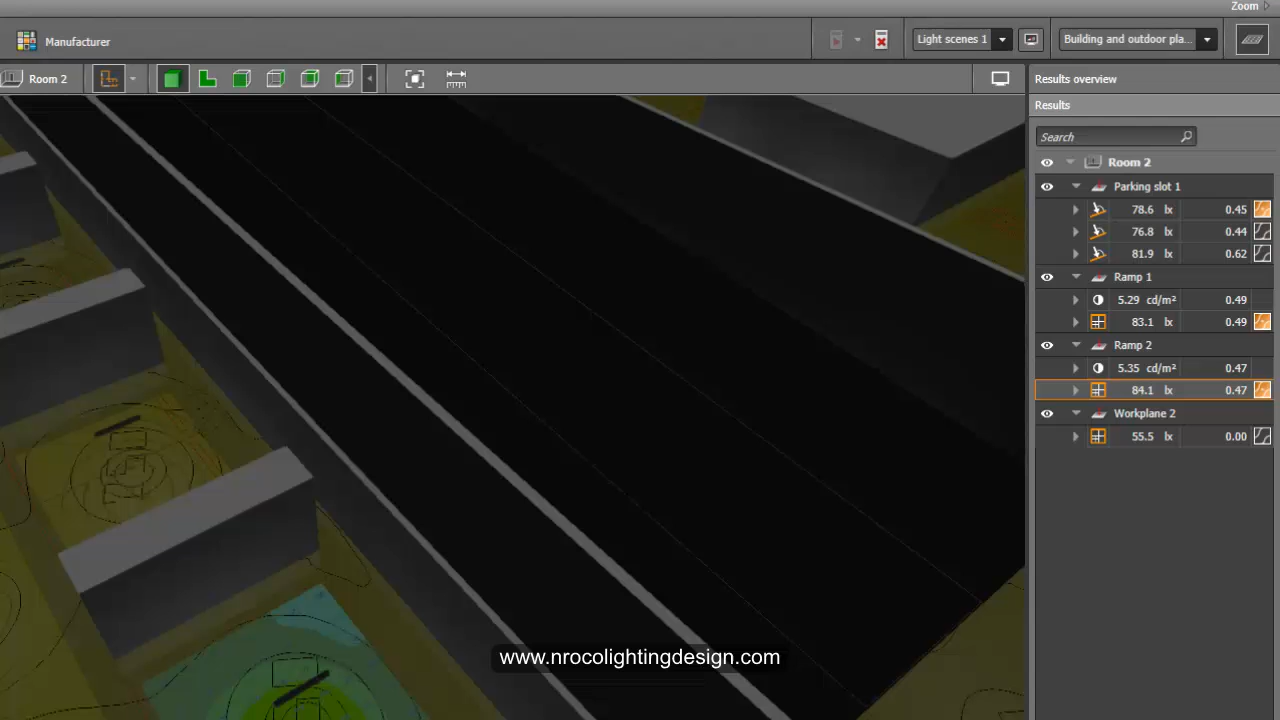 Zoom
Manufacturer
Light scenes 1
Building and outdoor pla...
Room 2
Results overview
Results
Search
Room 2
Parking slot 1
78.6 lx 0.45
76.8 lx 0.44
81.9 lx 0.62
Ramp 1
5.29 cd/m² 0.49
83.1 lx 0.49
Ramp 2
5.35 cd/m² 0.47
84.1 lx 0.47
Workplane 2
55.5 lx 0.00
www.nrocolightingdesign.com